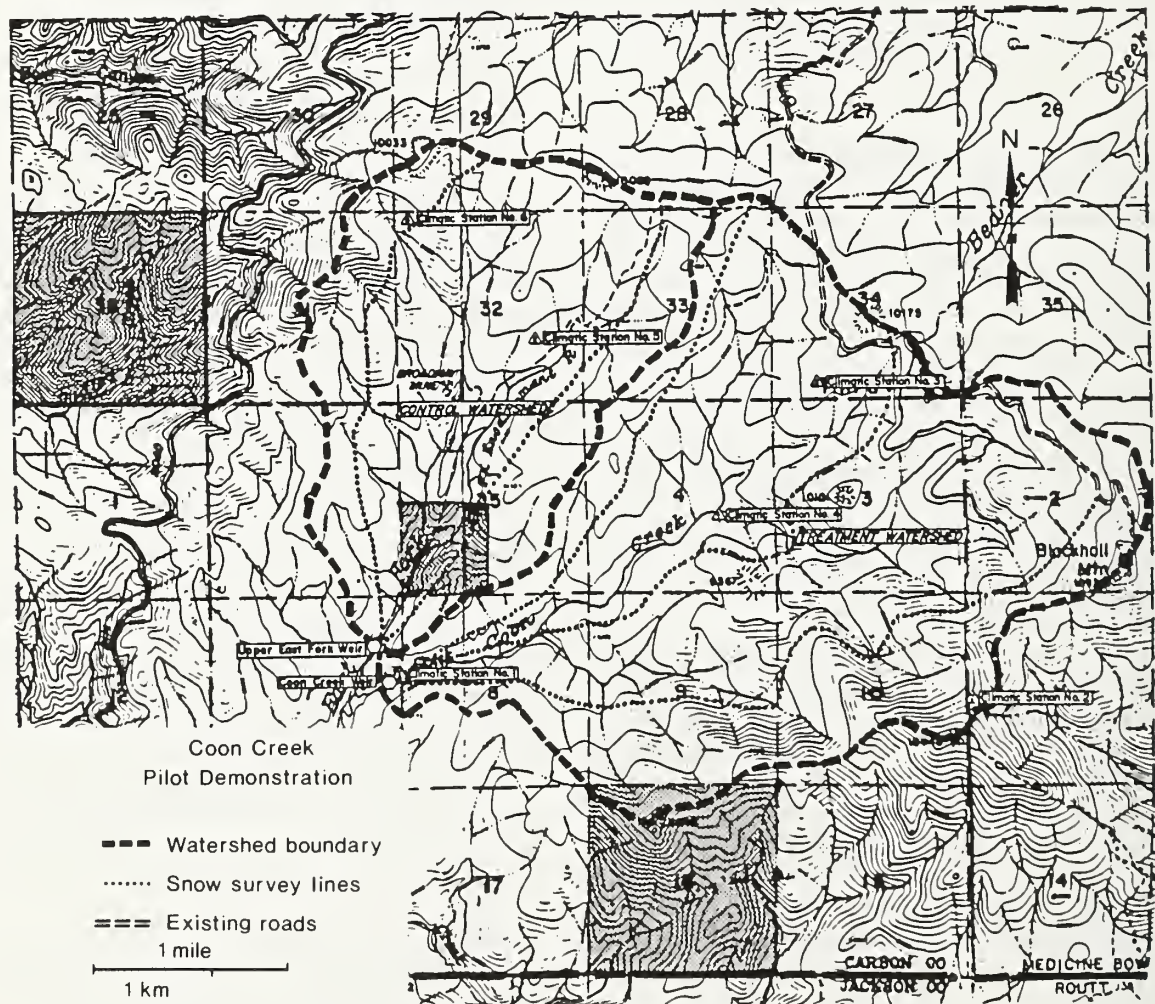 29
28
27
26
30
25
Creek
N
10033
Climatic Station No. 6
32
33
34
35
10175
Climatic Station No. 5
Climatic Station No. 3
CONTROL WATERSHED
4
3
2
1
5
Creek
Climatic Station No. 4
TREATMENT WATERSHED
Blackhall
Mtn
Coon
Upper East Fork Weir
Climatic Station No. 1
Coon Creek Weir
8
9
10
Climatic Station No. 2
Coon Creek
Pilot Demonstration
Watershed boundary
Snow survey lines
Existing roads
1 mile
1 km
17
14
CARBON CO
JACKSON CO
MEDICINE BOW
ROUTT